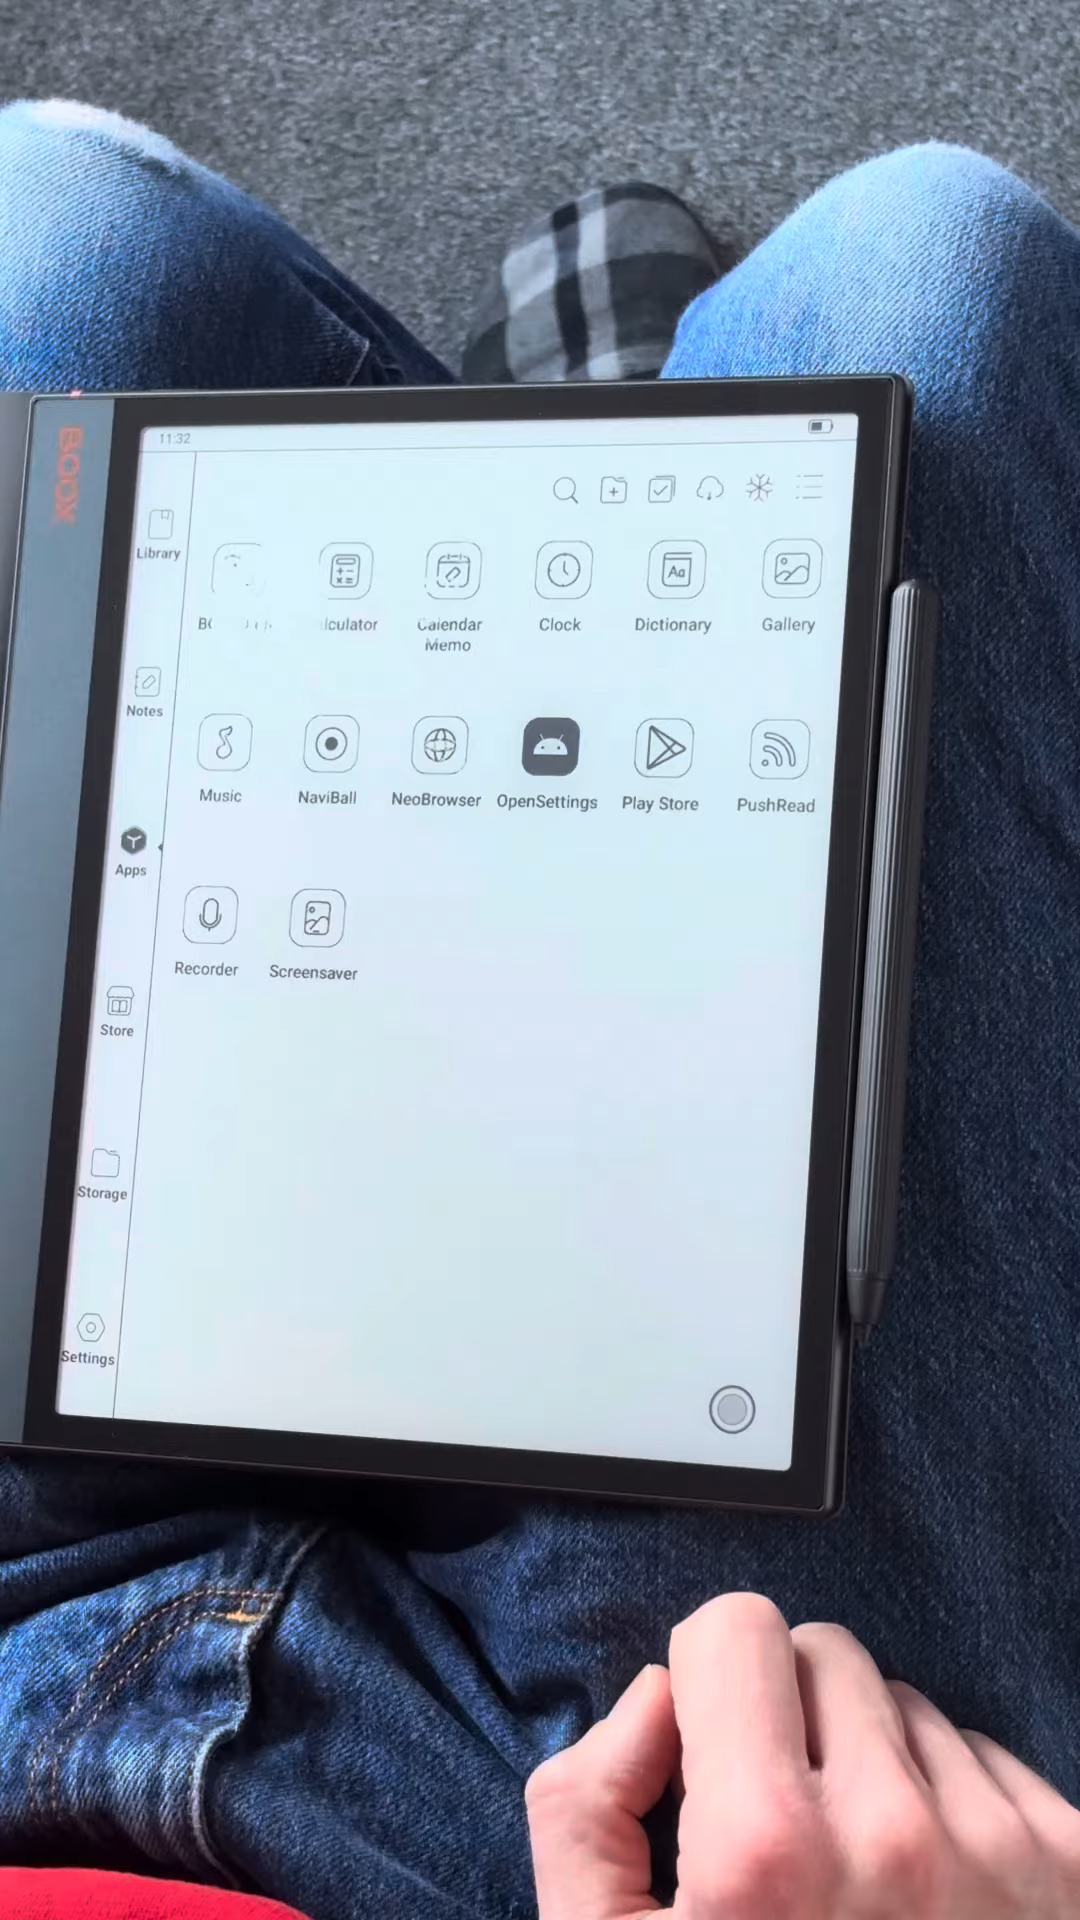 BOOX
11:32
Library
Notes
Apps
Store
Storage
Settings
Calendar
Memo
Clock
Dictionary
Gallery
Music
NaviBall
NeoBrowser
OpenSettings
Play Store
PushRead
Recorder
Screensaver
Aa